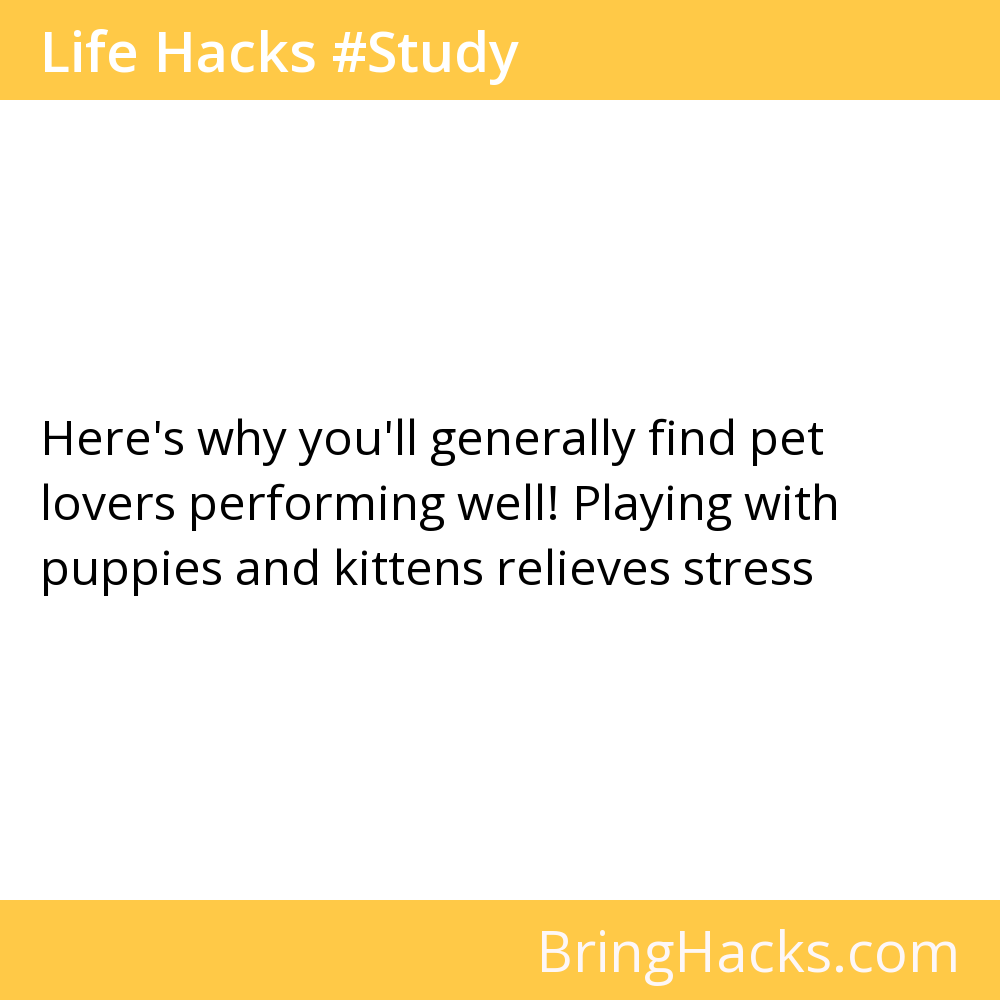 Life Hacks #Study
Here's why you'll generally find pet
lovers performing well! Playing with
puppies and kittens relieves stress
BringHacks.com